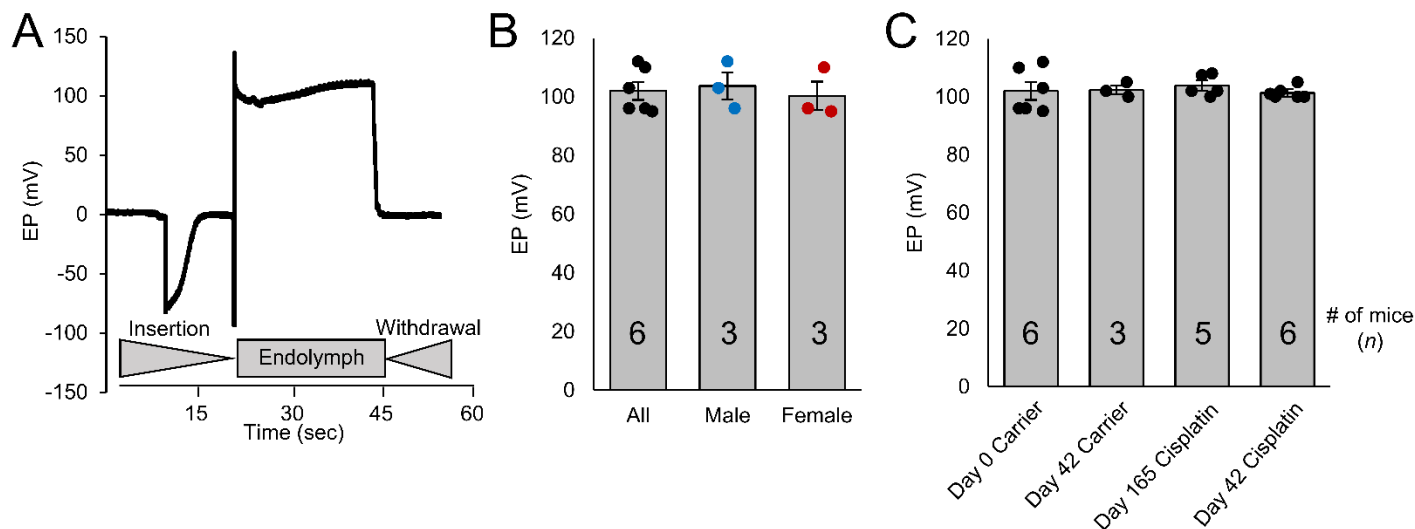 A
150
100
50
0
-50
-100
-150
EP (mV)
Insertion
Endolymph
Withdrawal
15
30
45
60
Time (sec)
B
120
100
80
60
40
20
0
EP (mV)
6
3
3
All
Male
Female
C
120
100
80
60
40
20
0
EP (mV)
6
3
5
6
# of mice
(n)
Day 0 Carrier
Day 42 Carrier
Day 165 Cisplatin
Day 42 Cisplatin